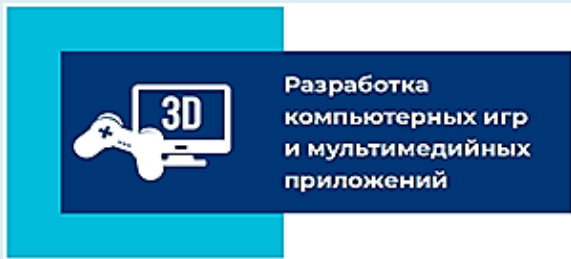 3D
Разработка
компьютерных игр
и мультимедийных
приложений